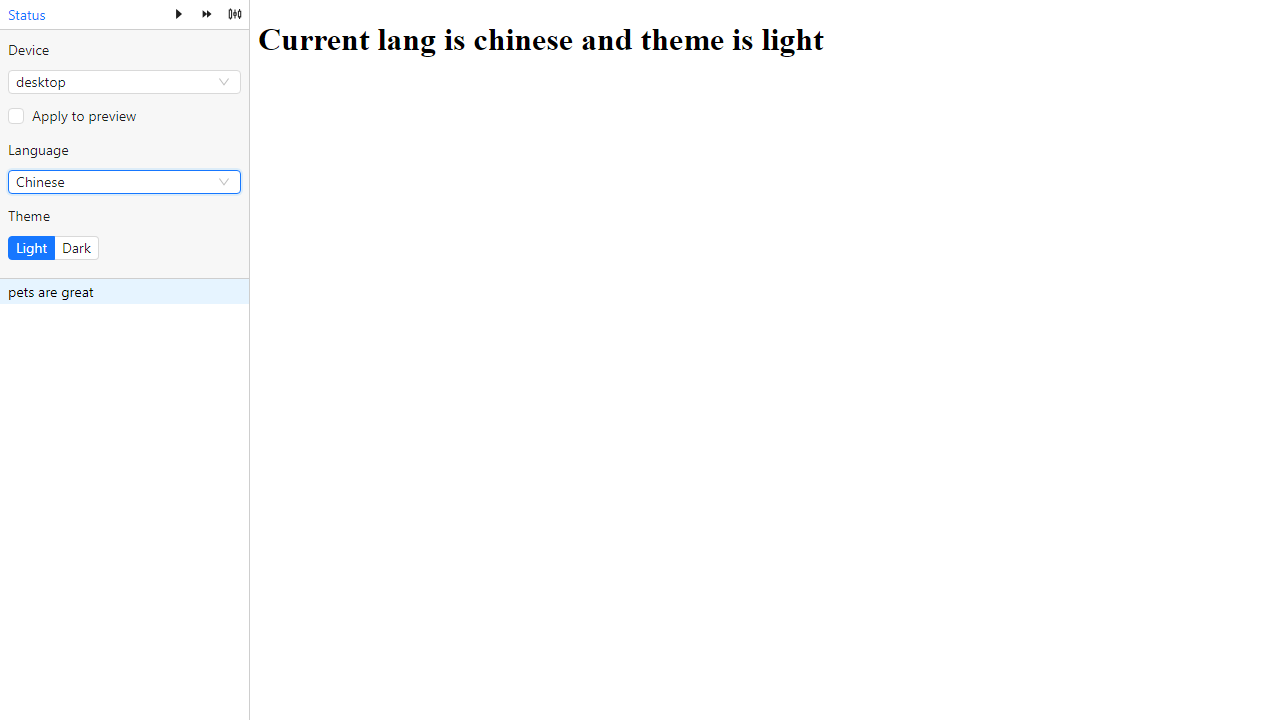 Status
Device
desktop
Apply to preview
Language
Chinese
Theme
Light Dark
pets are great
Current lang is chinese and theme is light